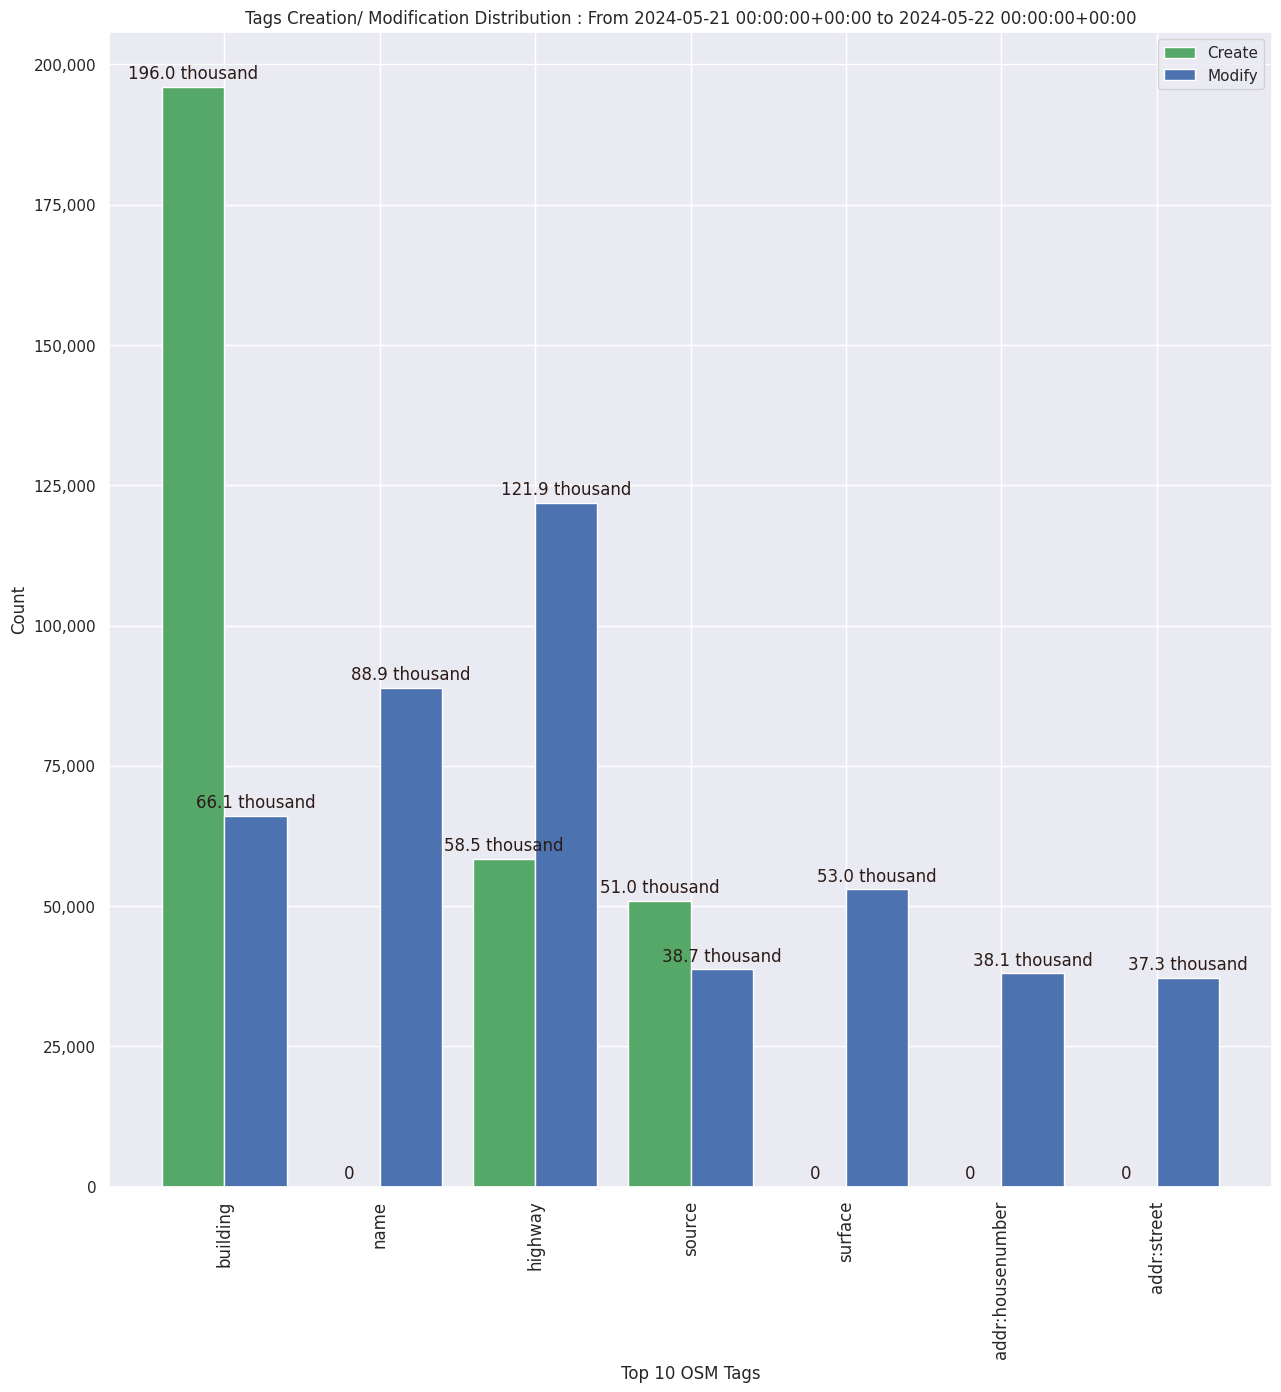 Tags Creation/ Modification Distribution : From 2024-05-21 00:00:00+00:00 to 2024-05-22 00:00:00+00:00
Create
Modify
200,000
175,000
150,000
125,000
100,000
75,000
50,000
25,000
0
Count
196.0 thousand
66.1 thousand
0
88.9 thousand
58.5 thousand
121.9 thousand
51.0 thousand
38.7 thousand
0
53.0 thousand
0
38.1 thousand
0
37.3 thousand
building
name
highway
source
surface
addr:housenumber
addr:street
Top 10 OSM Tags